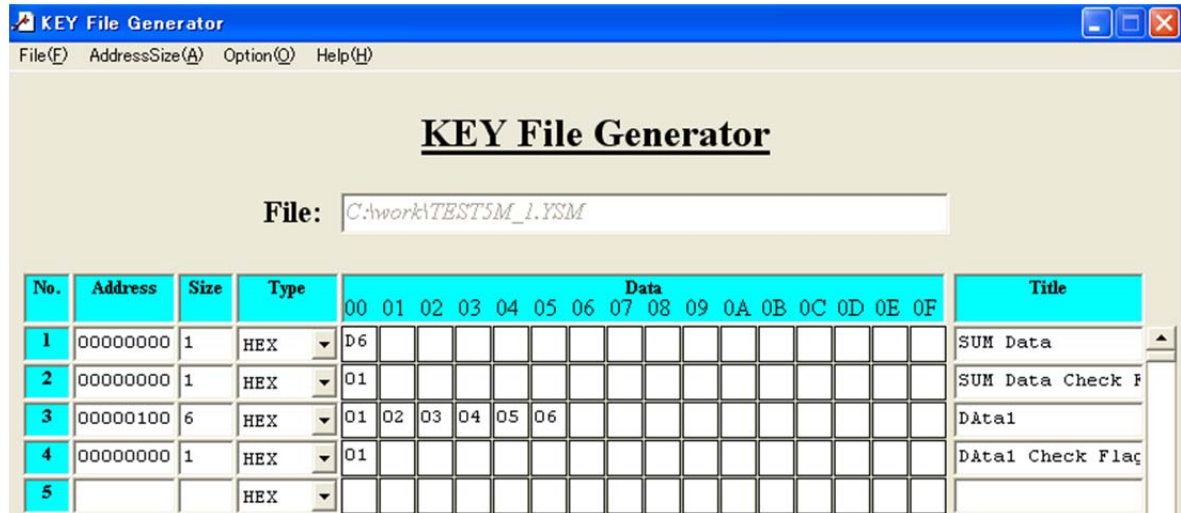 KEY File Generator
File(F) AddressSize(A) Option(O) Help(H)
KEY File Generator
File: C:\work\TEST5M_1.YSM
No. Address Size Type Data Title
00 01 02 03 04 05 06 07 08 09 0A 0B 0C 0D 0E 0F
1 00000000 1 HEX D6 SUM Data
2 00000000 1 HEX 01 SUM Data Check
3 00000100 6 HEX 01 02 03 04 05 06 DAta1
4 00000000 1 HEX 01 DAta1 Check Flag
5 HEX